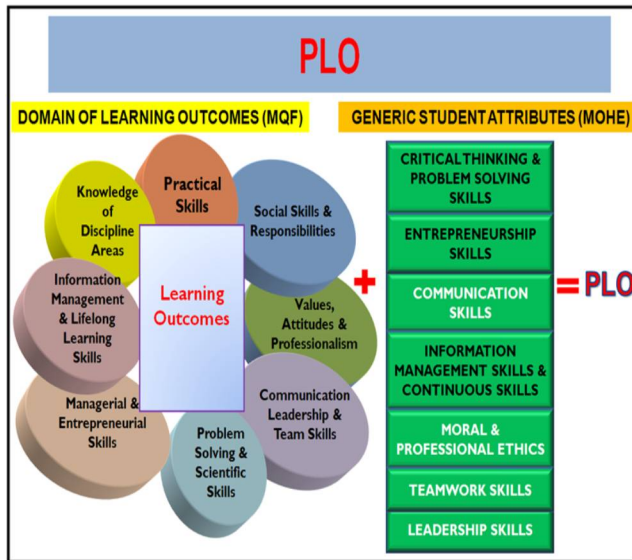 PLO
DOMAIN OF LEARNING OUTCOMES (MQF)
Knowledge
of
Discipline
Areas
Practical
Skills
Social Skills &
Responsibilities
Values,
Attitudes &
Professionalism
Communication
Leadership &
Team Skills
Problem
Solving &
Scientific
Skills
Managerial &
Entrepreneurial
Skills
Information
Management
& Lifelong
Learning
Skills
Learning
Outcomes
+
GENERIC STUDENT ATTRIBUTES (MOHE)
CRITICAL THINKING &
PROBLEM SOLVING
SKILLS
ENTREPRENEURSHIP
SKILLS
COMMUNICATION
SKILLS
INFORMATION
MANAGEMENT SKILLS &
CONTINUOUS SKILLS
MORAL &
PROFESSIONAL ETHICS
TEAMWORK SKILLS
LEADERSHIP SKILLS
= PLO